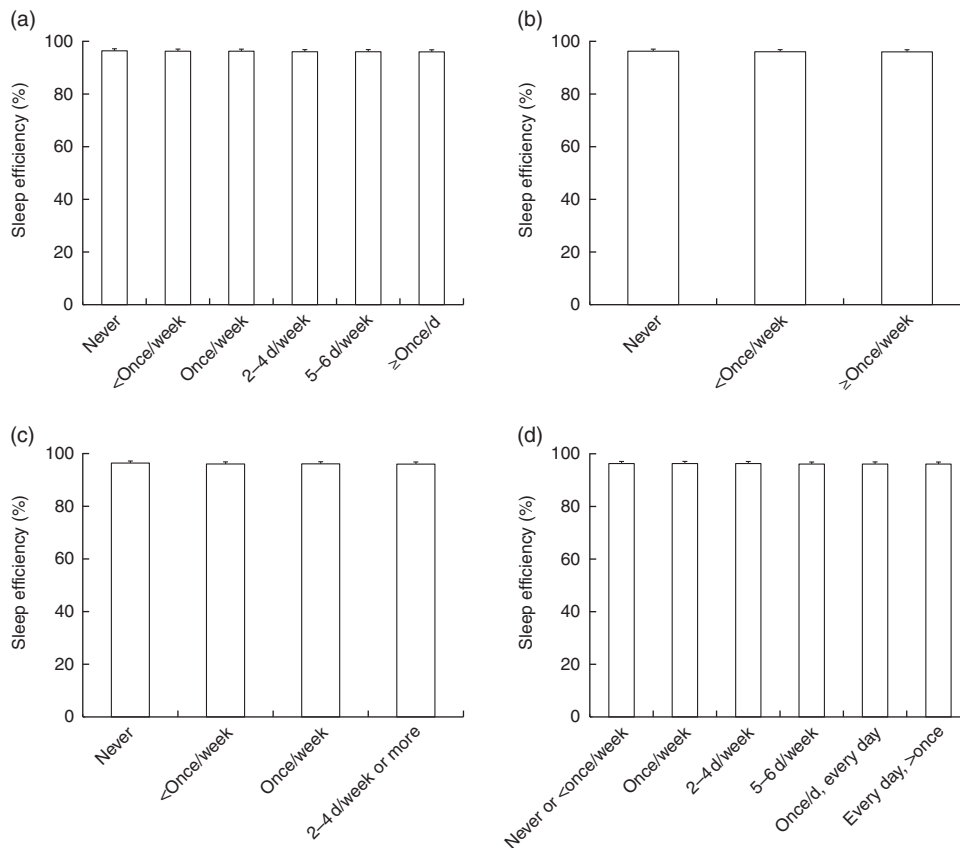 (a)
100
80
60
40
20
0
Sleep efficiency (%)
Never
<Once/week
Once/week
2–4 d/week
5–6 d/week
≥Once/d
(b)
100
80
60
40
20
0
Sleep efficiency (%)
Never
<Once/week
≥Once/week
(c)
100
80
60
40
20
0
Sleep efficiency (%)
Never
<Once/week
Once/week
2–4 d/week or more
(d)
100
80
60
40
20
0
Sleep efficiency (%)
Never or <once/week
Once/week
2–4 d/week
5–6 d/week
Once/d, every day
Every day, >once